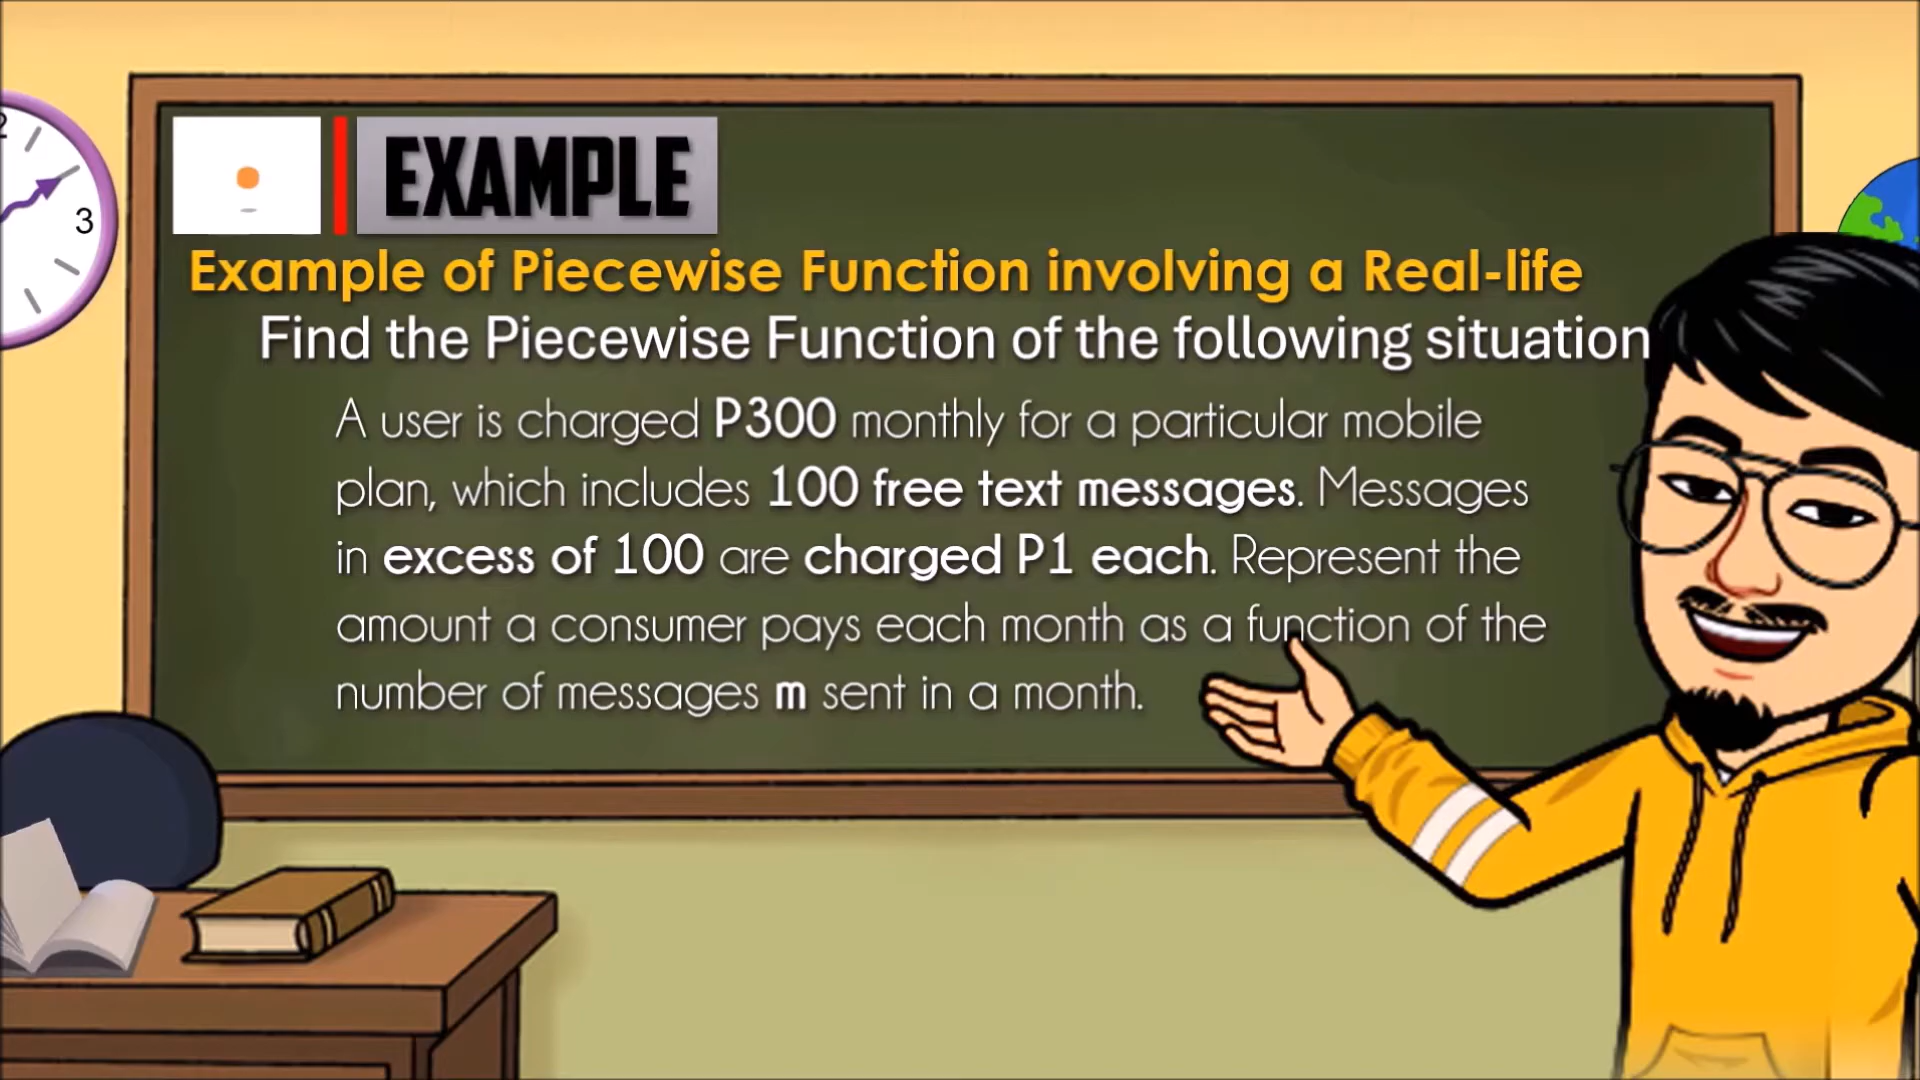 2
3
EXAMPLE
Example of Piecewise Function involving a Real-life
Find the Piecewise Function of the following situation
A user is charged P300 monthly for a particular mobile
plan, which includes 100 free text messages. Messages
in excess of 100 are charged P1 each. Represent the
amount a consumer pays each month as a function of the
number of messages m sent in a month.